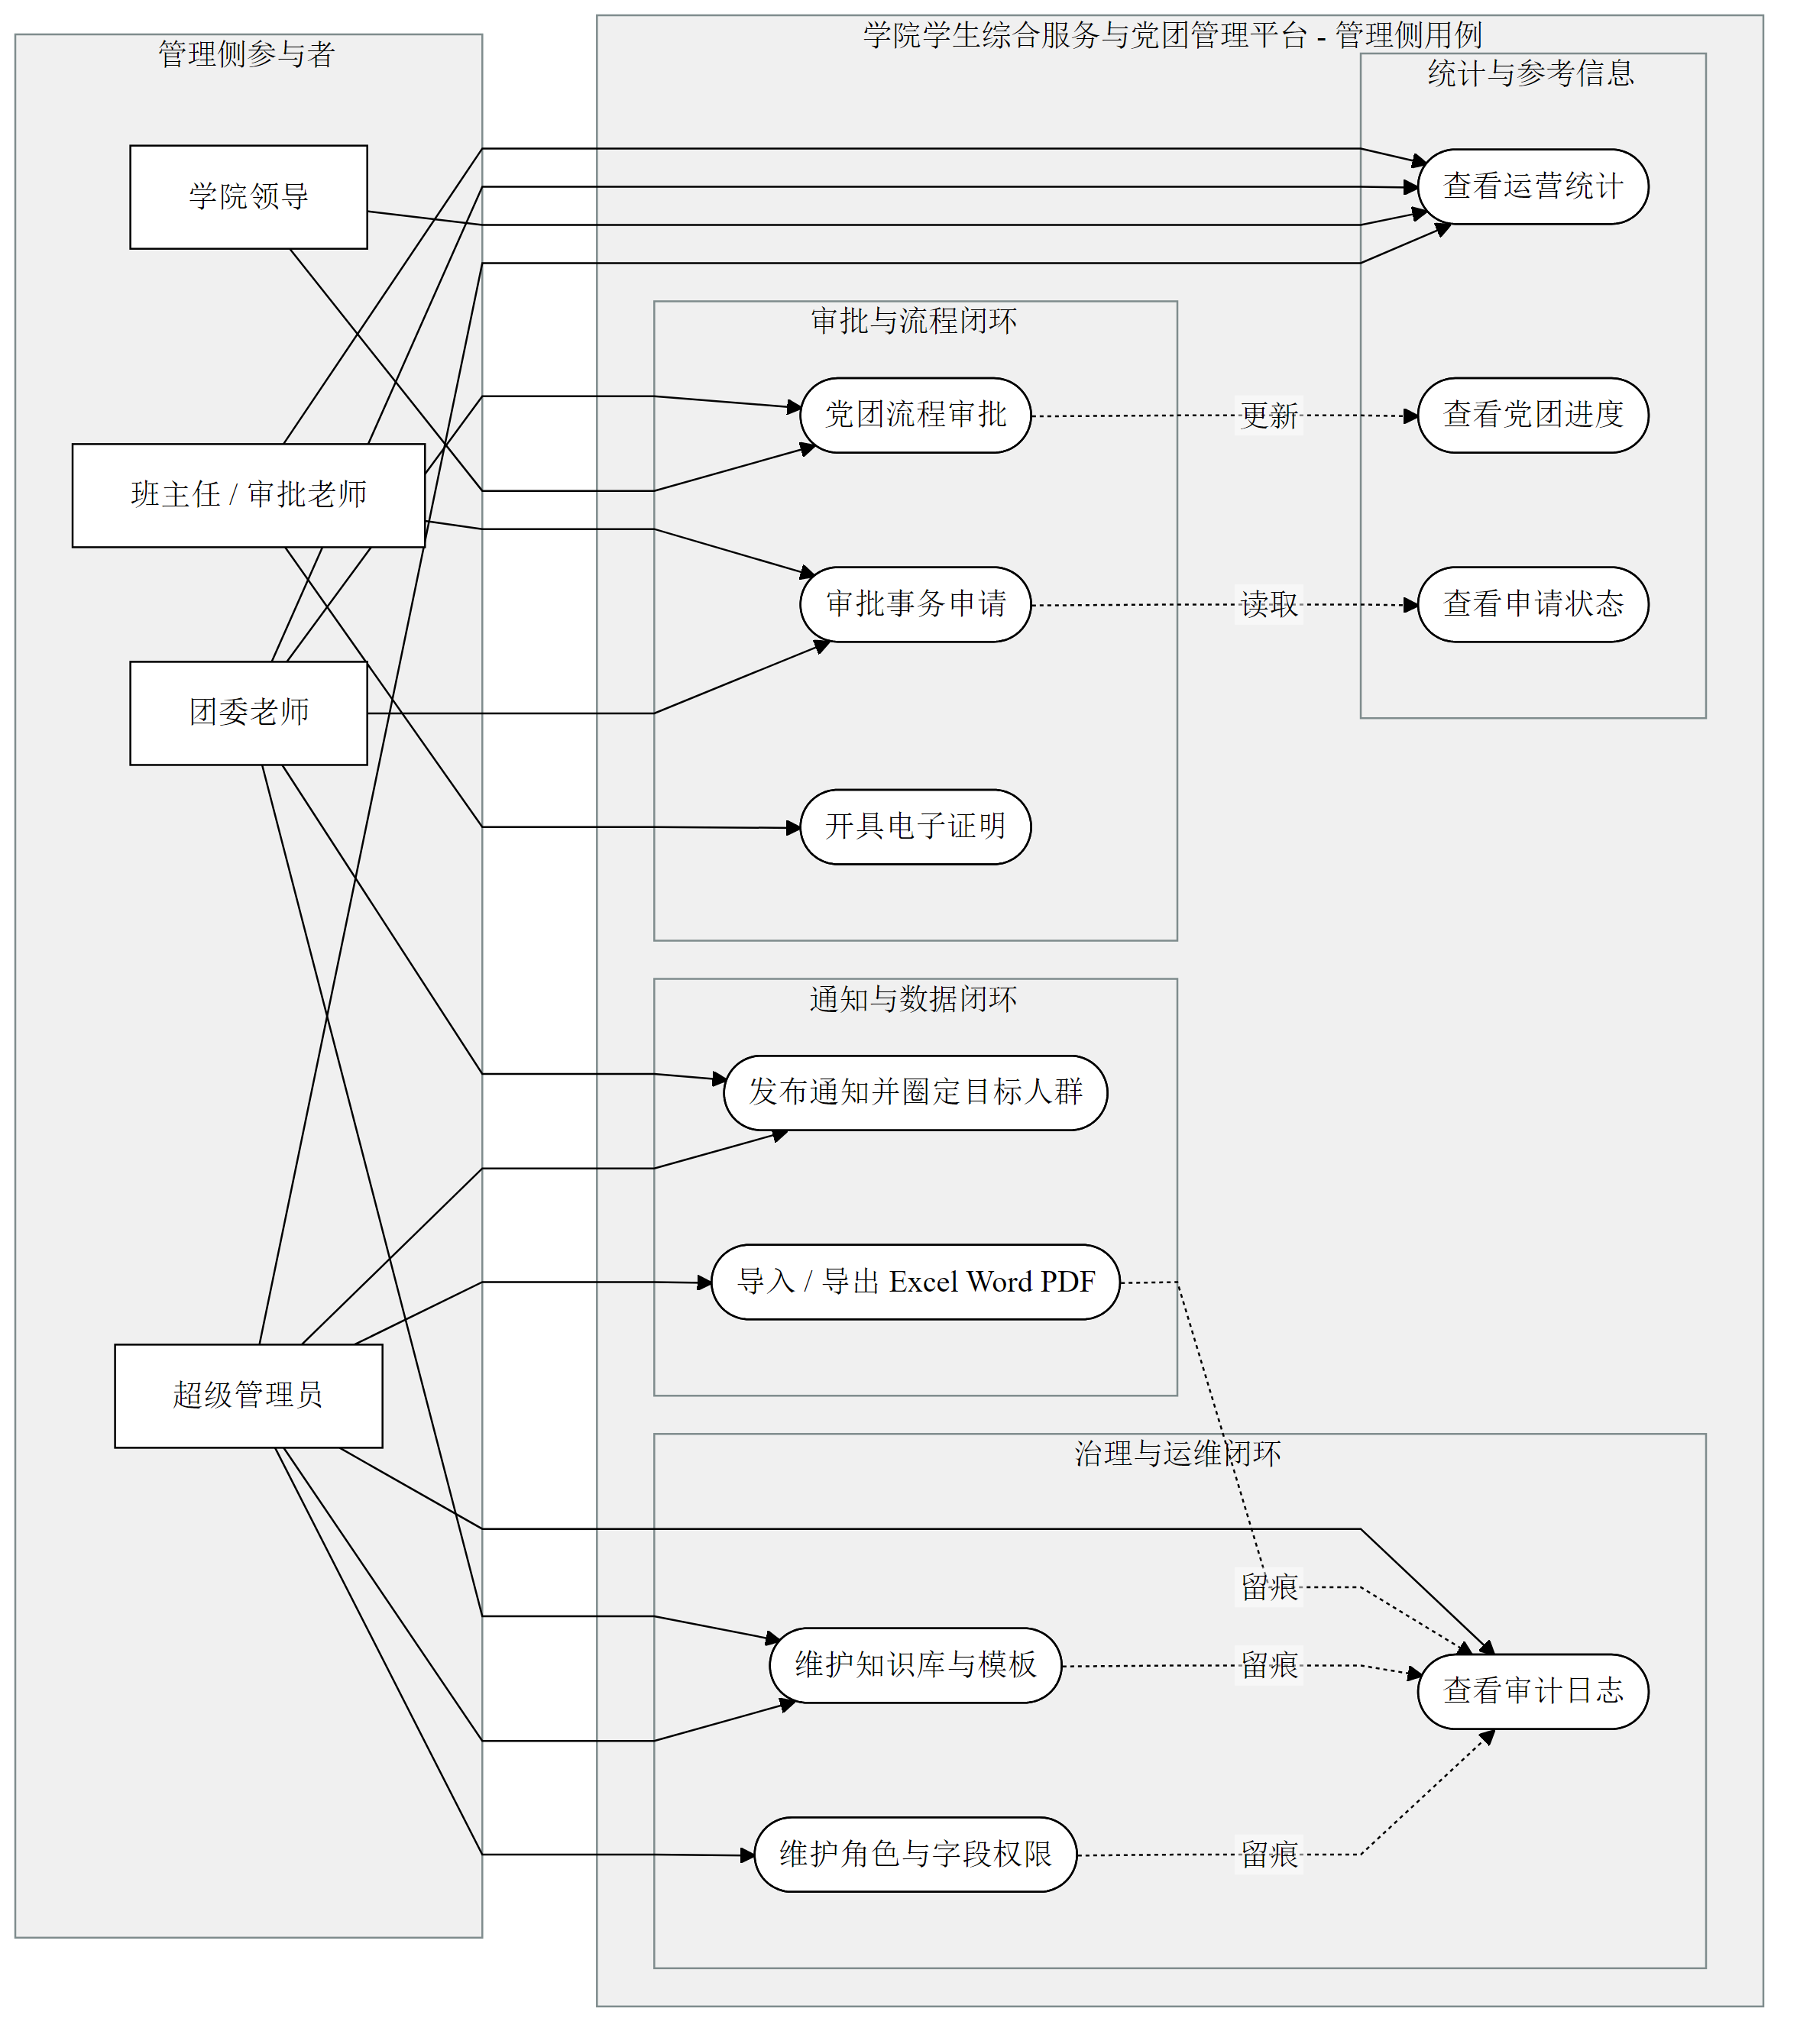 管理侧参与者
学院领导
班主任 / 审批老师
团委老师
超级管理员
学院学生综合服务与党团管理平台 - 管理侧用例
统计与参考信息
查看运营统计
查看党团进度
查看申请状态
审批与流程闭环
党团流程审批
更新
审批事务申请
读取
开具电子证明
通知与数据闭环
发布通知并圈定目标人群
导入 / 导出 Excel Word PDF
治理与运维闭环
留痕
维护知识库与模板
留痕
查看审计日志
维护角色与字段权限
留痕